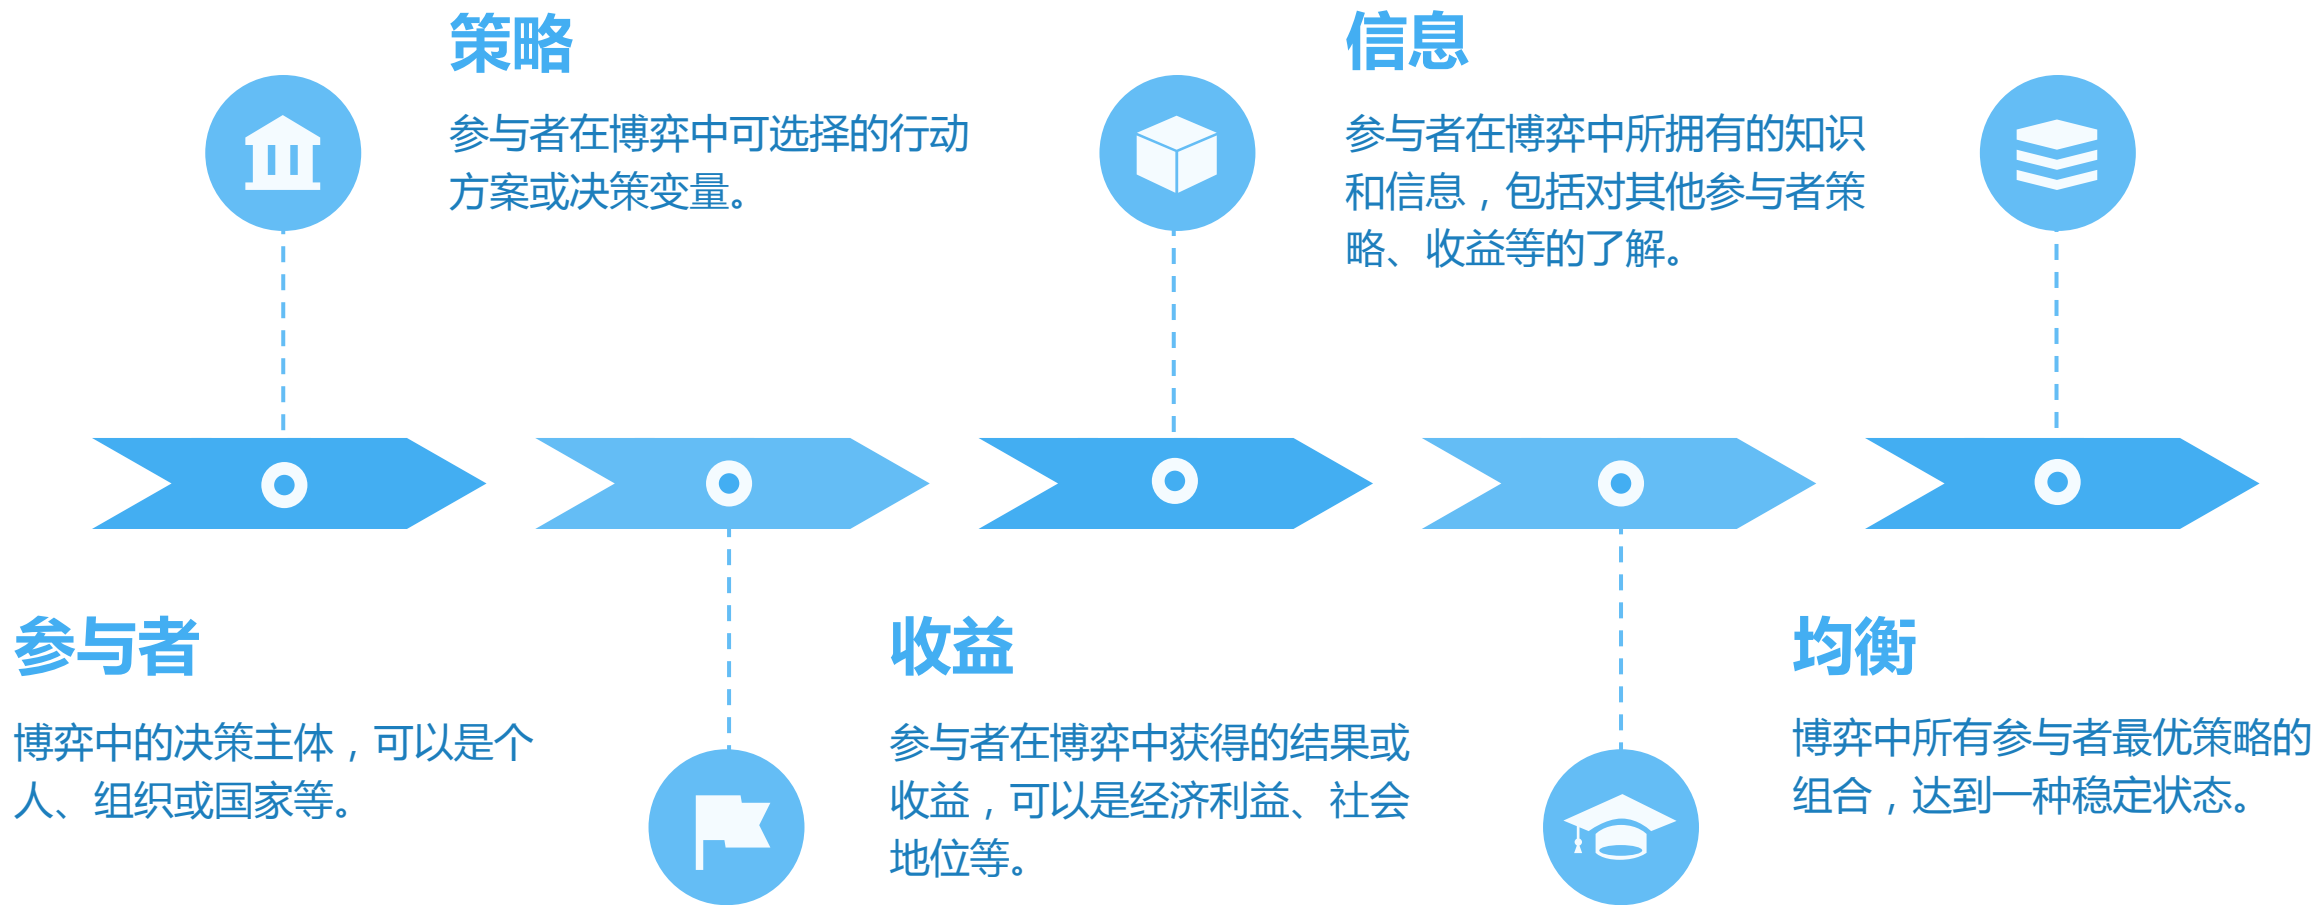 策略
参与者在博弈中可选择的行动
方案或决策变量。
信息
参与者在博弈中所拥有的知识
和信息，包括对其他参与者策
略、收益等的了解。
参与者
博弈中的决策主体，可以是个
人、组织或国家等。
收益
参与者在博弈中获得的结果或
收益，可以是经济利益、社会
地位等。
均衡
博弈中所有参与者最优策略的
组合，达到一种稳定状态。